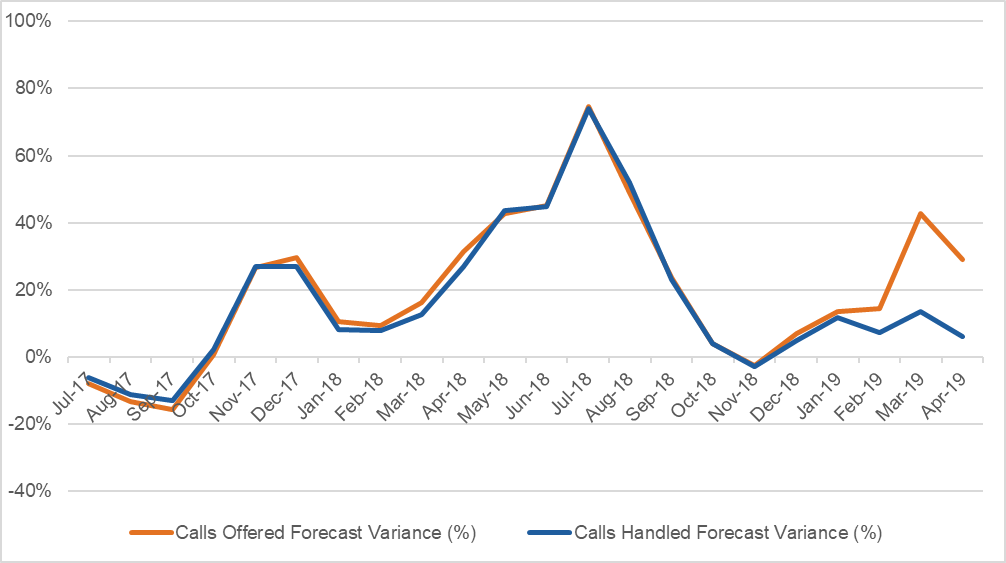 100%
80%
60%
40%
20%
0%
-20%
-40%
Jul-17
Aug-17
Sep-17
Oct-17
Nov-17
Dec-17
Jan-18
Feb-18
Mar-18
Apr-18
May-18
Jun-18
Jul-18
Aug-18
Sep-18
Oct-18
Nov-18
Dec-18
Jan-19
Feb-19
Mar-19
Apr-19
Calls Offered Forecast Variance (%)
Calls Handled Forecast Variance (%)